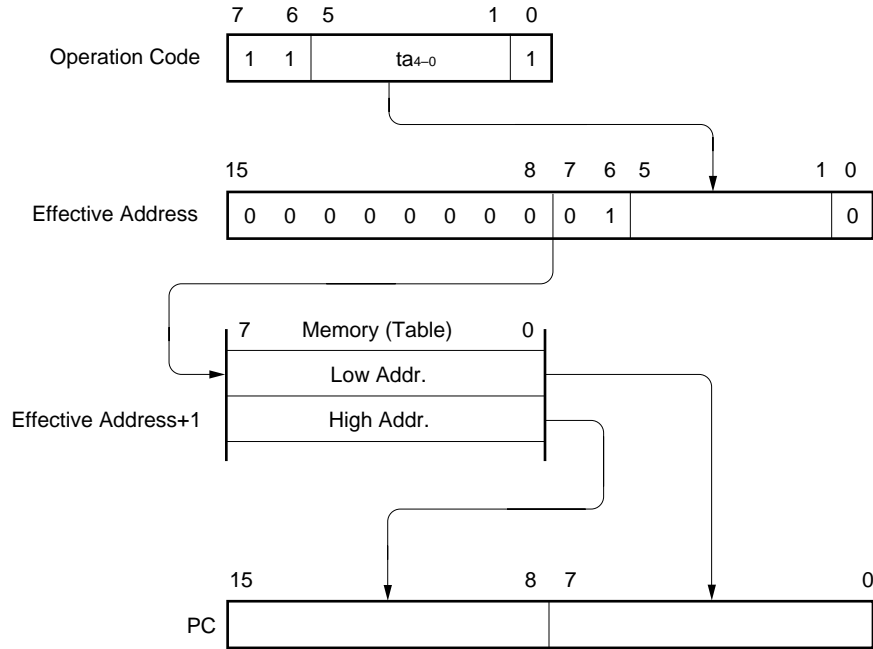 7 6 5 1 0
Operation Code 1 1 ta4–0 1
15 8 7 6 5 1 0
Effective Address 0 0 0 0 0 0 0 0 0 1 0
7 Memory (Table) 0
Low Addr.
Effective Address+1 High Addr.
15 8 7 0
PC